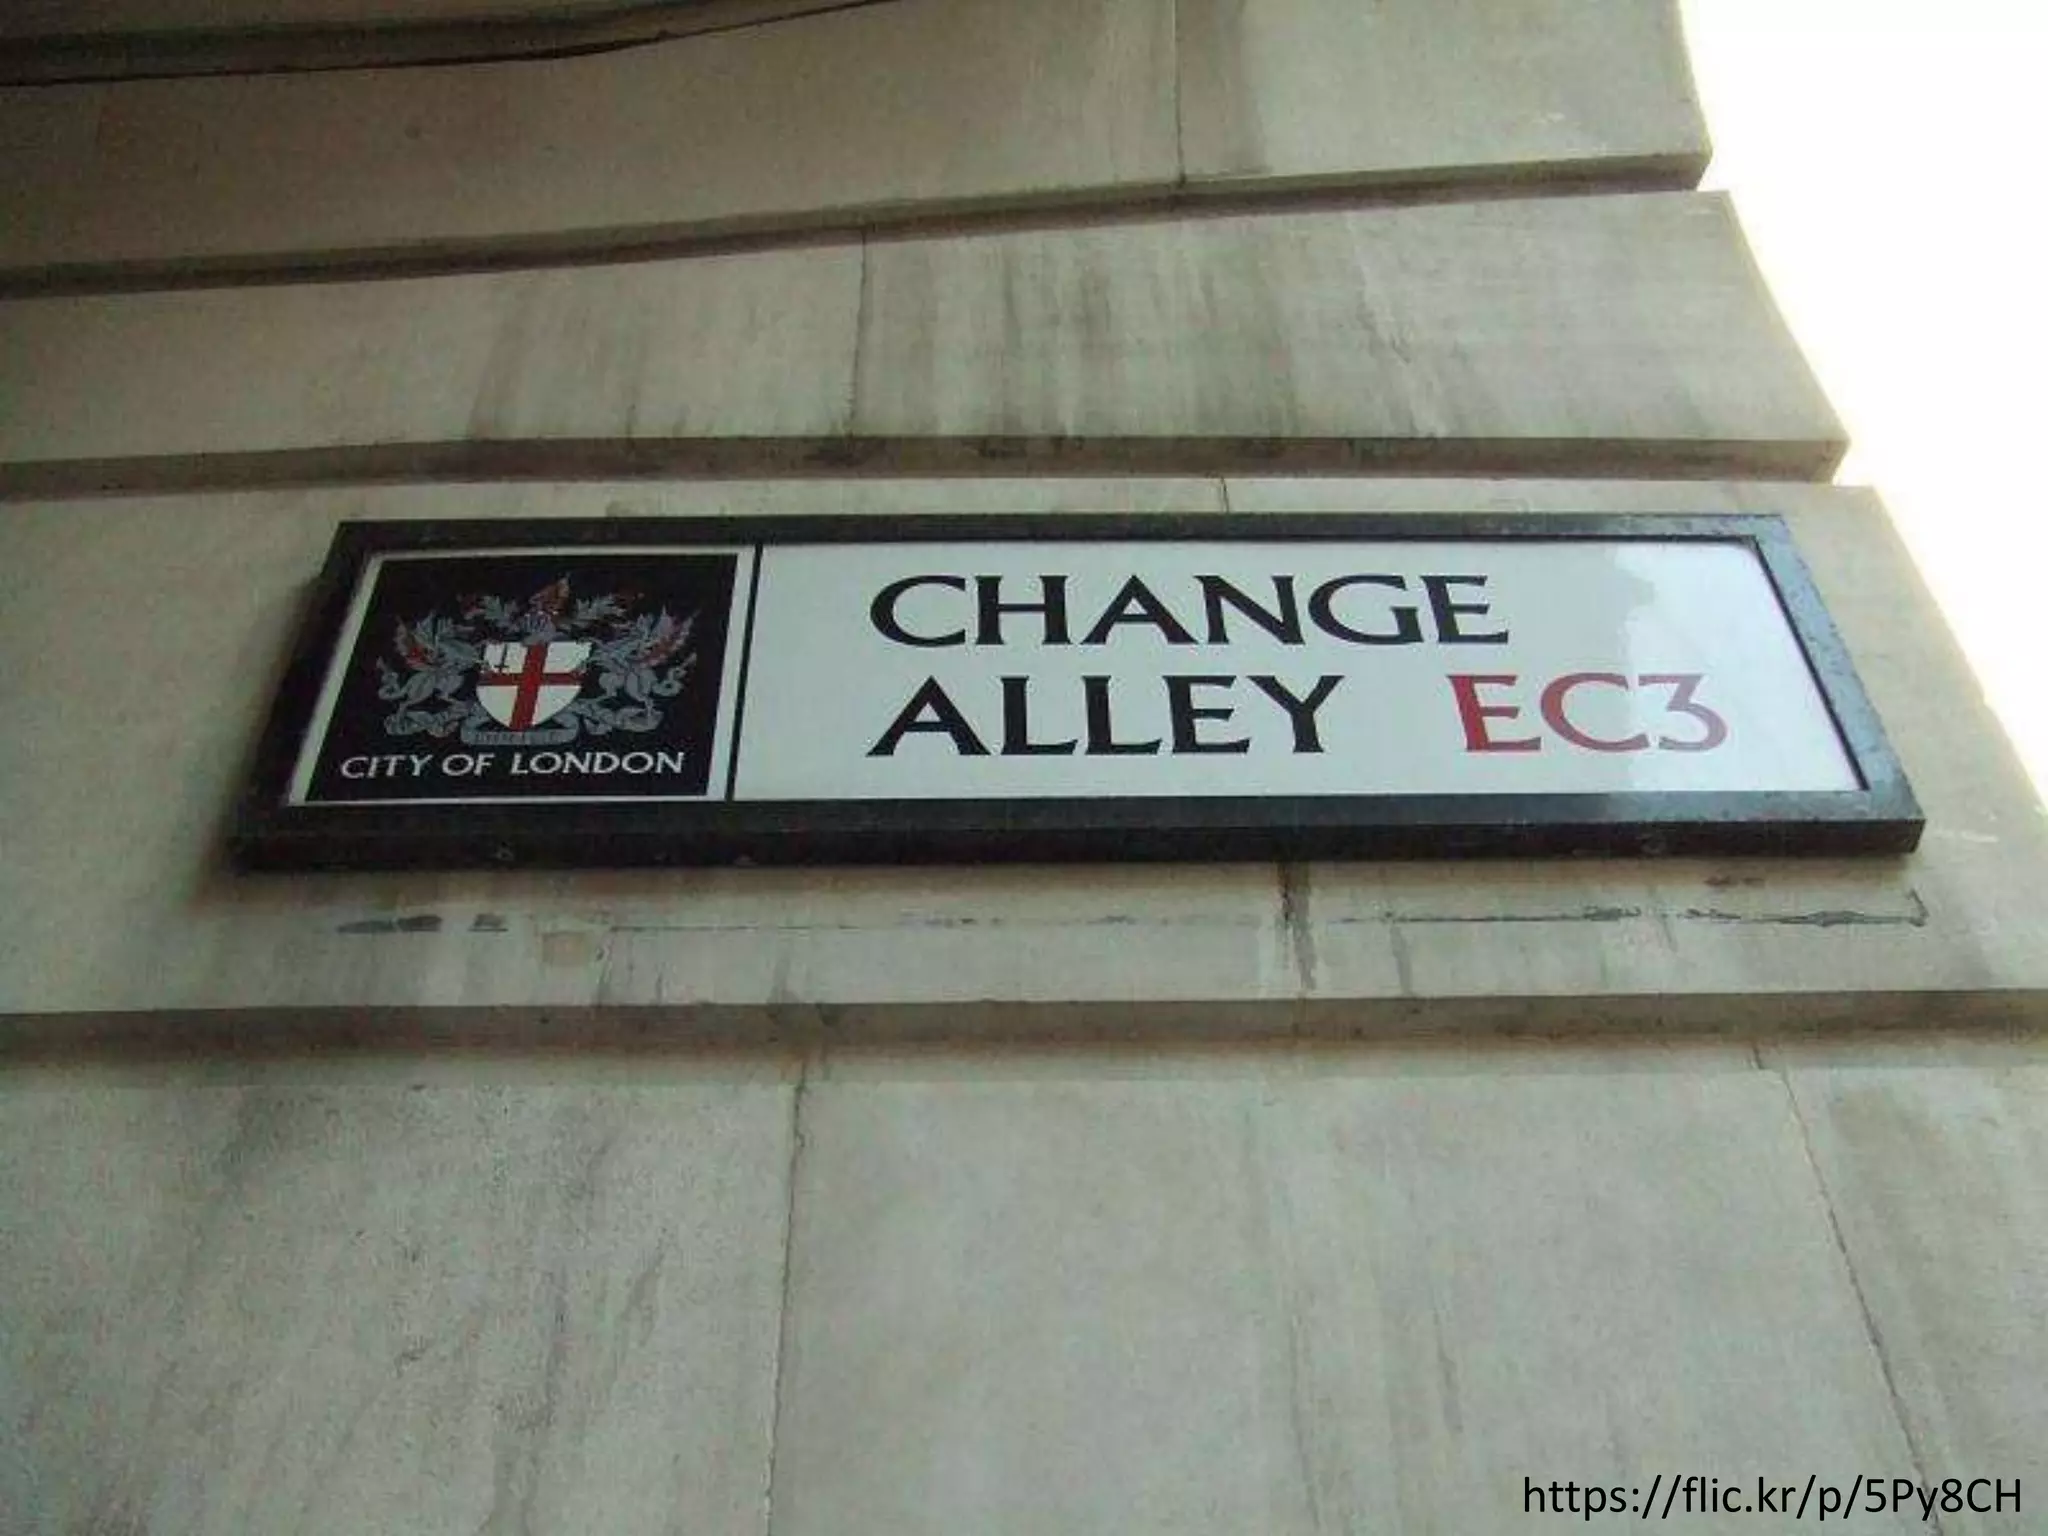 CHANGE
ALLEY EC3
CITY OF LONDON
https://flic.kr/p/5Py8CH